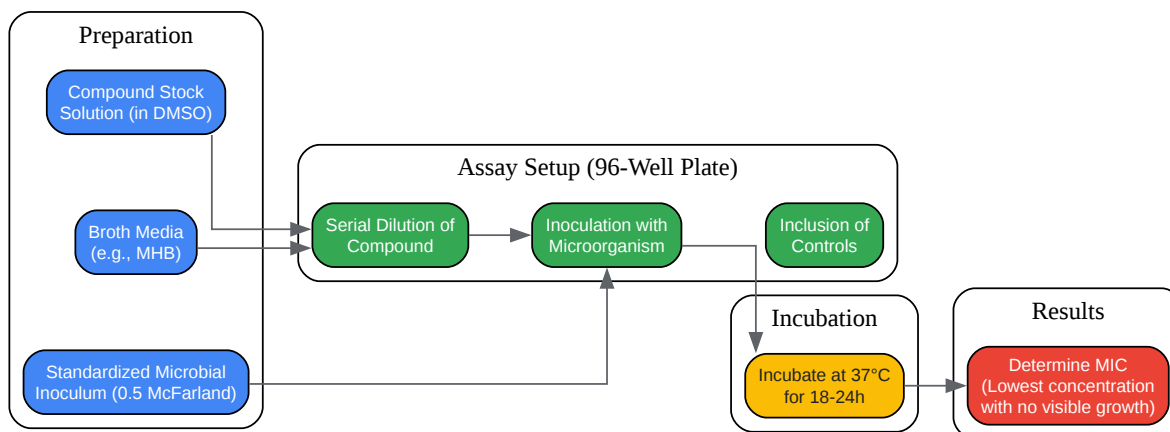 Preparation
Compound Stock
Solution (in DMSO)
Broth Media
(e.g., MHB)
Standardized Microbial
Inoculum (0.5 McFarland)
Assay Setup (96-Well Plate)
Serial Dilution of
Compound
Inoculation with
Microorganism
Inclusion of
Controls
Incubation
Incubate at 37°C
for 18-24h
Results
Determine MIC
(Lowest concentration
with no visible growth)